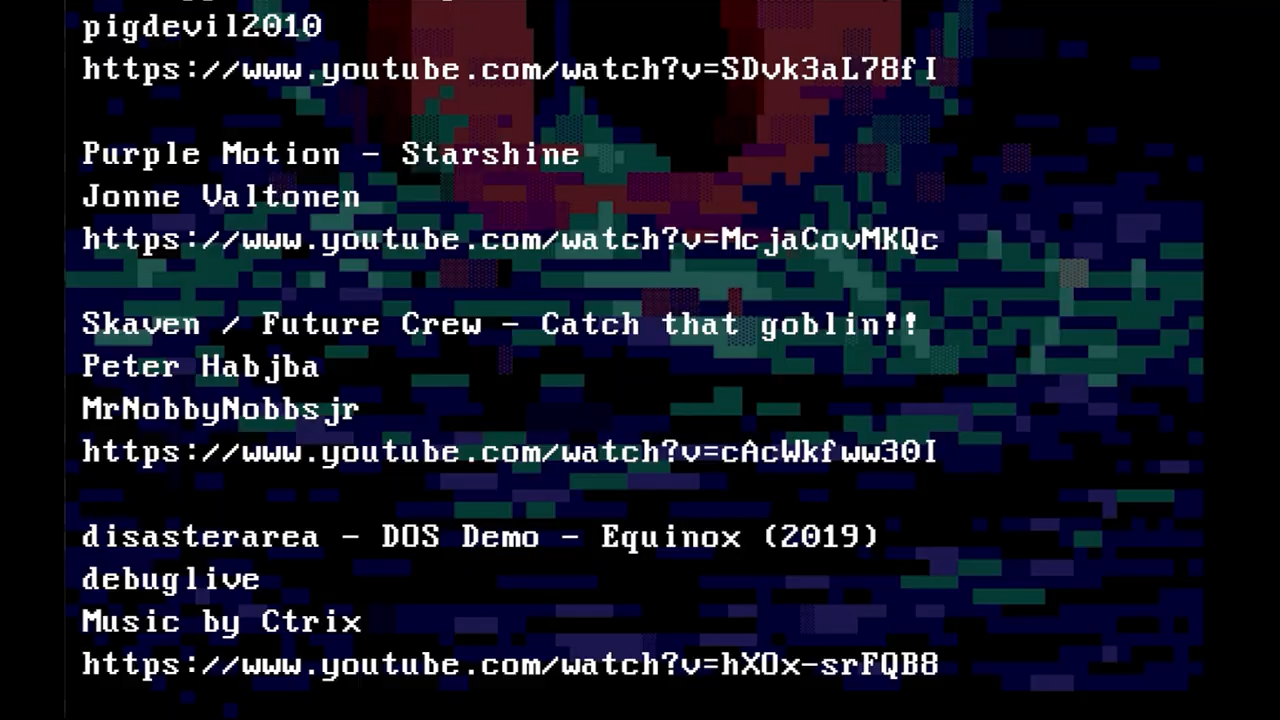 pigdevil2010
https://www.youtube.com/watch?v=SDvk3aL78fI
Purple Motion - Starshine
Jonne Valtonen
https://www.youtube.com/watch?v=McjaCovMKQc
Skaven / Future Crew - Catch that goblin!!
Peter Habjba
MrNobbyNobbsjr
https://www.youtube.com/watch?v=cAcWkfww30I
disasterarea - DOS Demo - Equinox (2019)
debuglive
Music by Ctrix
https://www.youtube.com/watch?v=hXOx-srFQB8